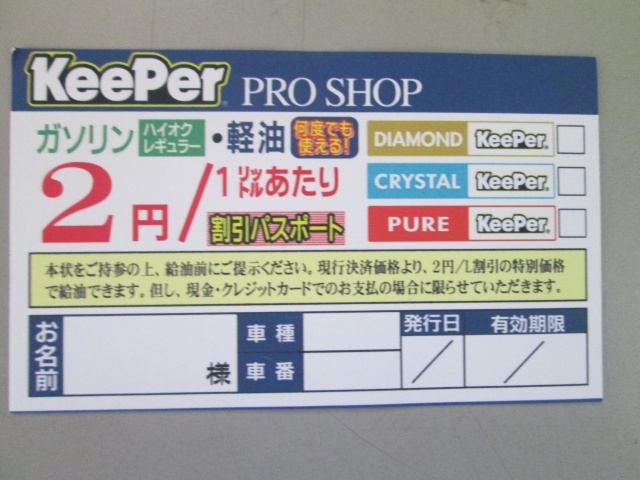 KeePer PRO SHOP
ガソリン ハイオク レギュラー ・軽油 何度でも使える!
2円/1リットルあたり
割引パスポート
DIAMOND KeePer
CRYSTAL KeePer
PURE KeePer
本状をご持参の上、給油前にご提示ください。現行決済価格より、2円/L割引の特別価格
で給油できます。但し、現金・クレジットカードでのお支払の場合に限らせていただきます。
お名前 様
車種
車番
発行日 /
有効期限 /